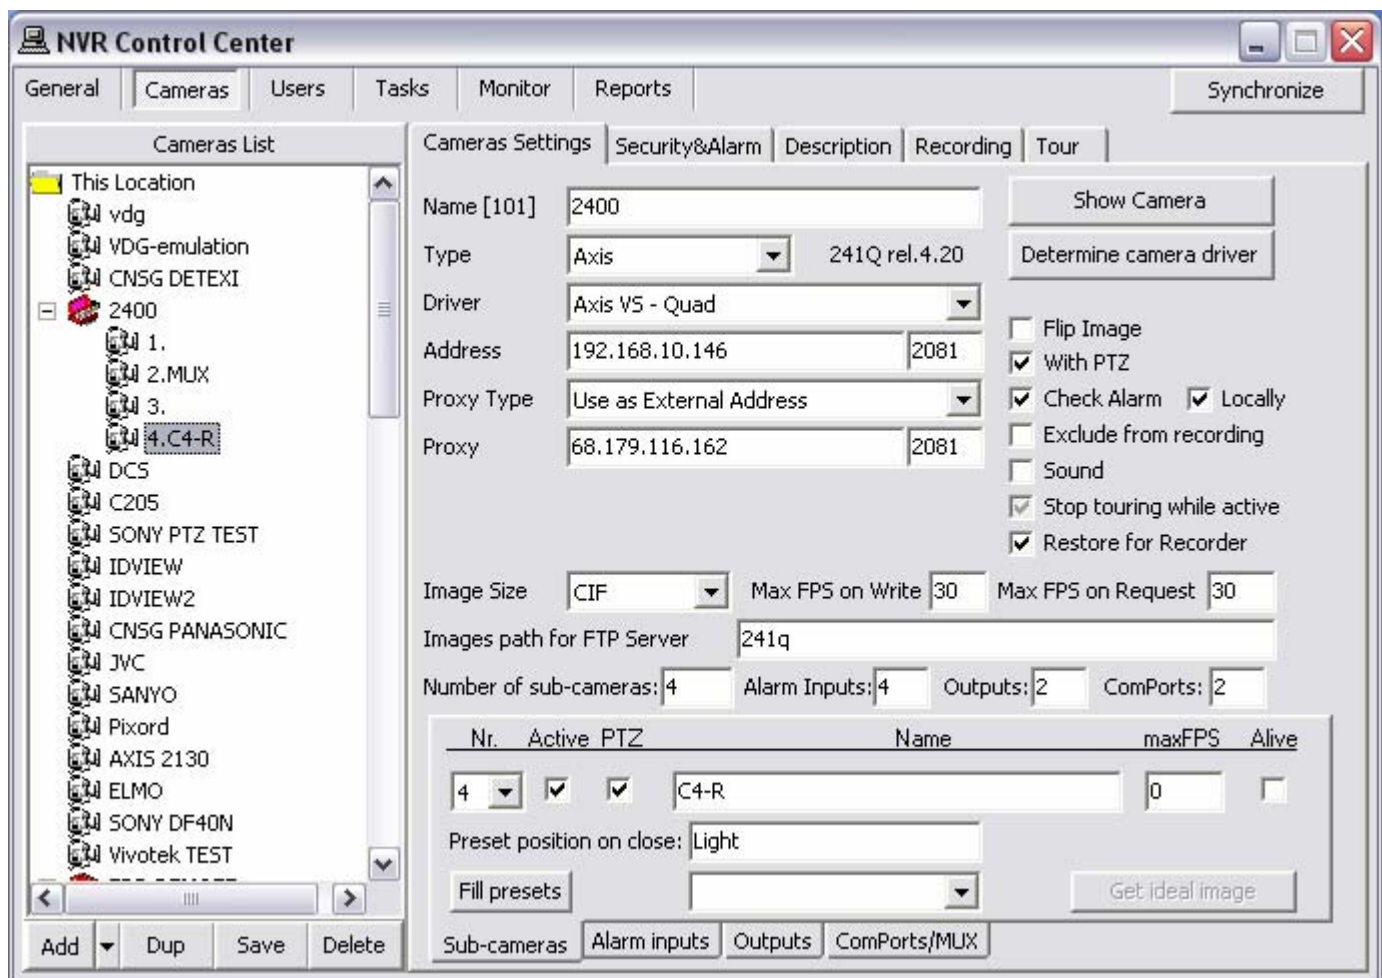 NVR Control Center
General Cameras Users Tasks Monitor Reports Synchronize
Cameras List
This Location
vdg
VDG-emulation
CNSG DETEXI
2400
1.
2.MUX
3.
4.C4-R
DCS
C205
SONY PTZ TEST
IDVIEW
IDVIEW2
CNSG PANASONIC
JVC
SANYO
Pixord
AXIS 2130
ELMO
SONY DF40N
Vivotek TEST
Add Dup Save Delete
Cameras Settings Security&Alarm Description Recording Tour
Name [101] 2400 Show Camera
Type Axis 241Q rel.4.20 Determine camera driver
Driver Axis VS - Quad
Address 192.168.10.146 2081
Proxy Type Use as External Address
Proxy 68.179.116.162 2081
Flip Image
With PTZ
Check Alarm Locally
Exclude from recording
Sound
Stop touring while active
Restore for Recorder
Image Size CIF Max FPS on Write 30 Max FPS on Request 30
Images path for FTP Server 241q
Number of sub-cameras: 4 Alarm Inputs: 4 Outputs: 2 ComPorts: 2
Nr. Active PTZ Name maxFPS Alive
4 C4-R 0
Preset position on close: Light
Fill presets Get ideal image
Sub-cameras Alarm inputs Outputs ComPorts/MUX